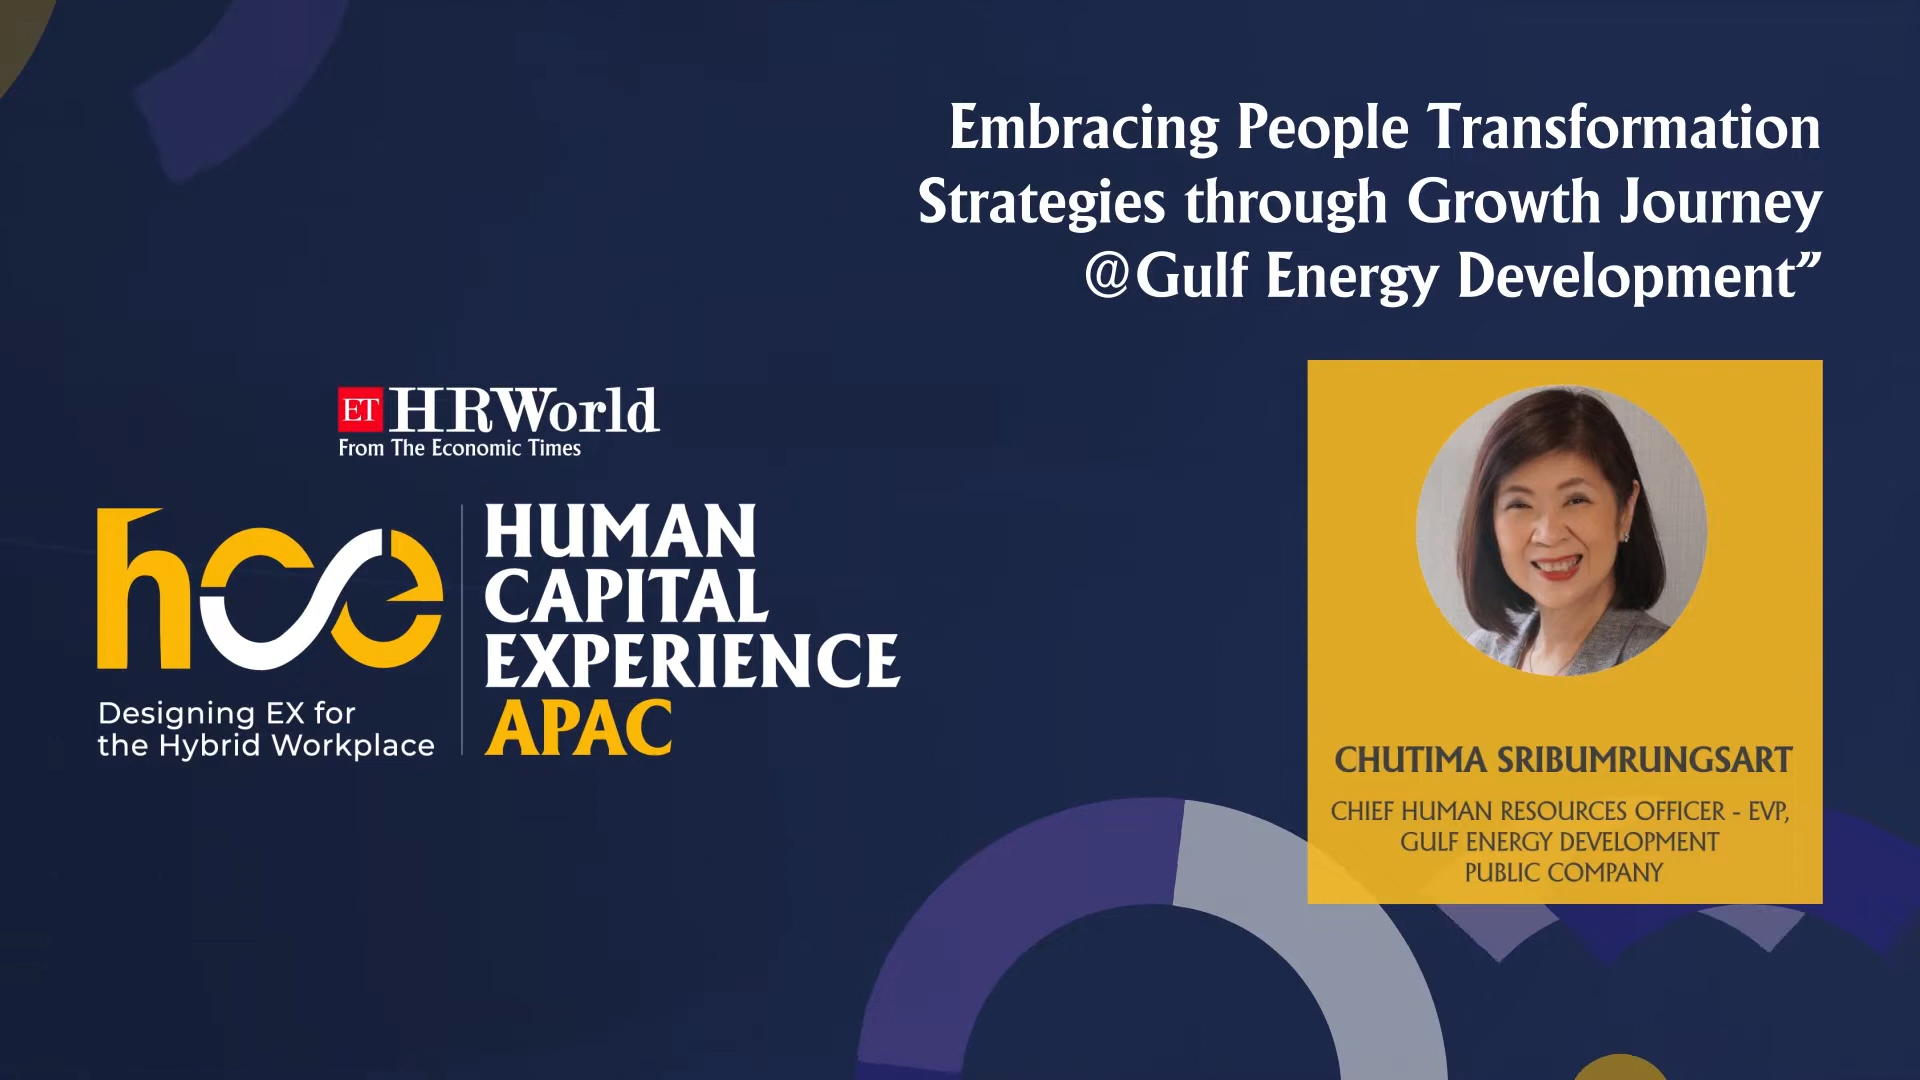 Embracing People Transformation
Strategies through Growth Journey
@Gulf Energy Development”
ET HRWorld
From The Economic Times
hce
Designing EX for
the Hybrid Workplace
HUMAN
CAPITAL
EXPERIENCE
APAC
CHUTIMA SRIBUMRUNGSART
CHIEF HUMAN RESOURCES OFFICER - EVP,
GULF ENERGY DEVELOPMENT
PUBLIC COMPANY